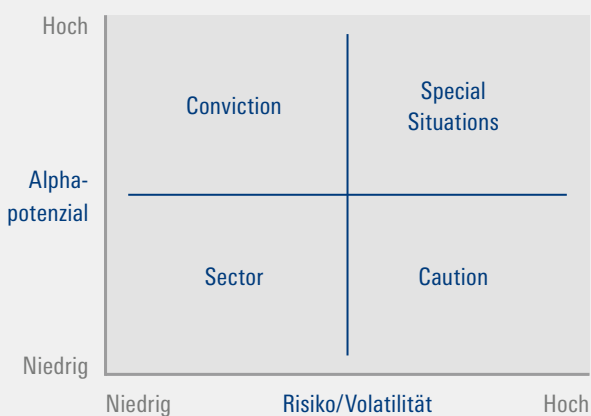 Hoch
Conviction
Special
Situations
Alpha-
potenzial
Sector
Caution
Niedrig
Niedrig
Risiko/Volatilität
Hoch